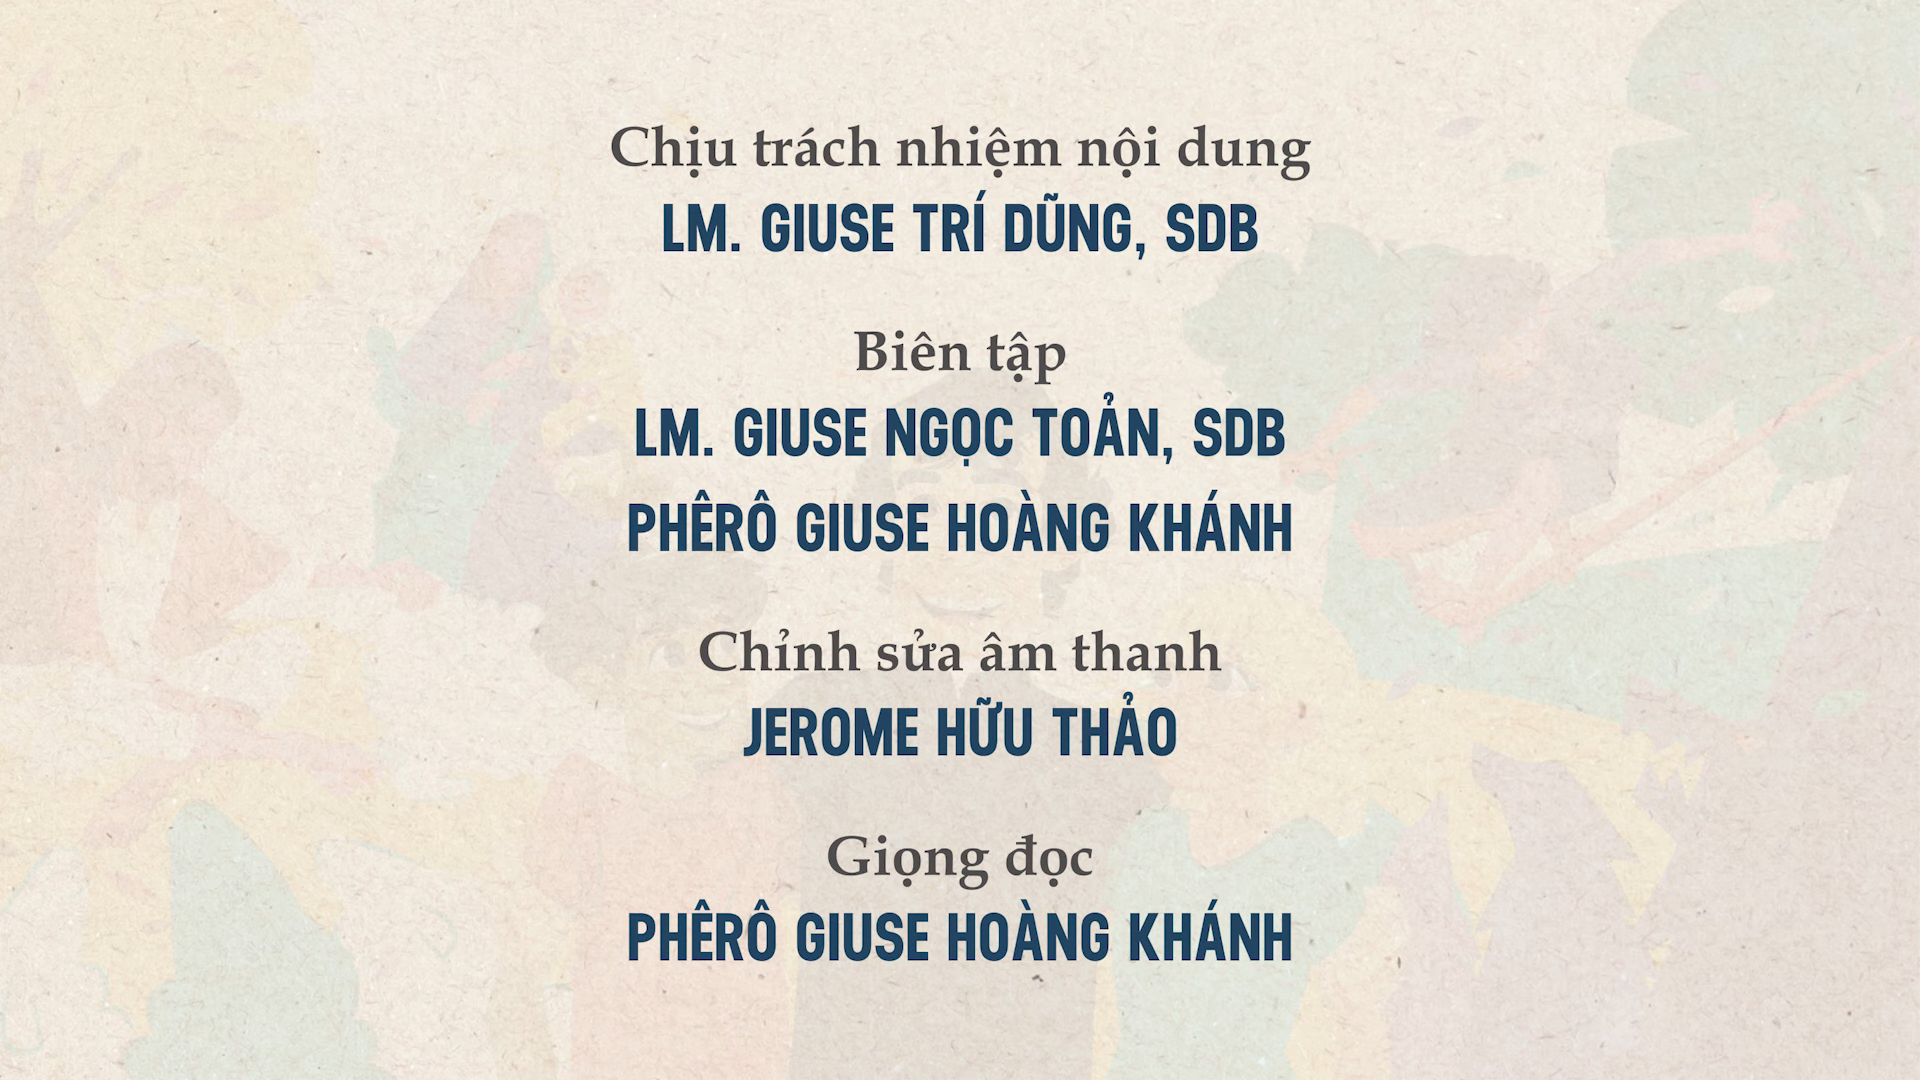 Chịu trách nhiệm nội dung
LM. GIUSE TRÍ DŨNG, SDB
Biên tập
LM. GIUSE NGỌC TOẢN, SDB
PHÊRÔ GIUSE HOÀNG KHÁNH
Chỉnh sửa âm thanh
JEROME HỮU THẢO
Giọng đọc
PHÊRÔ GIUSE HOÀNG KHÁNH